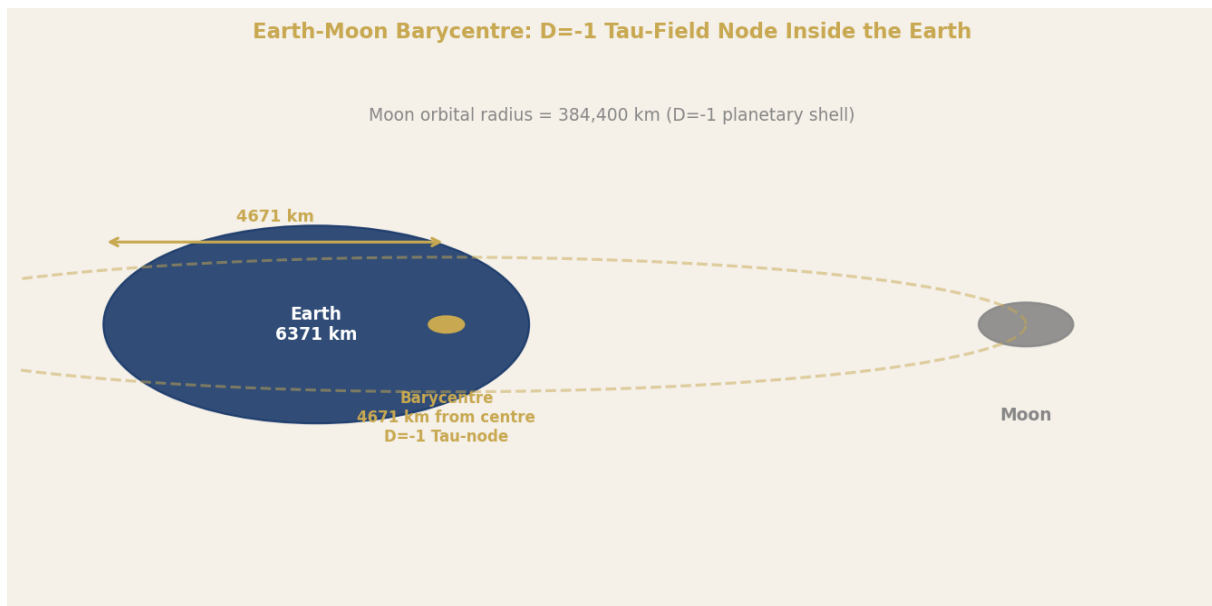 Earth-Moon Barycentre: D=-1 Tau-Field Node Inside the Earth
Moon orbital radius = 384,400 km (D=-1 planetary shell)
4671 km
Earth
6371 km
Barycentre
4671 km from centre
D=-1 Tau-node
Moon